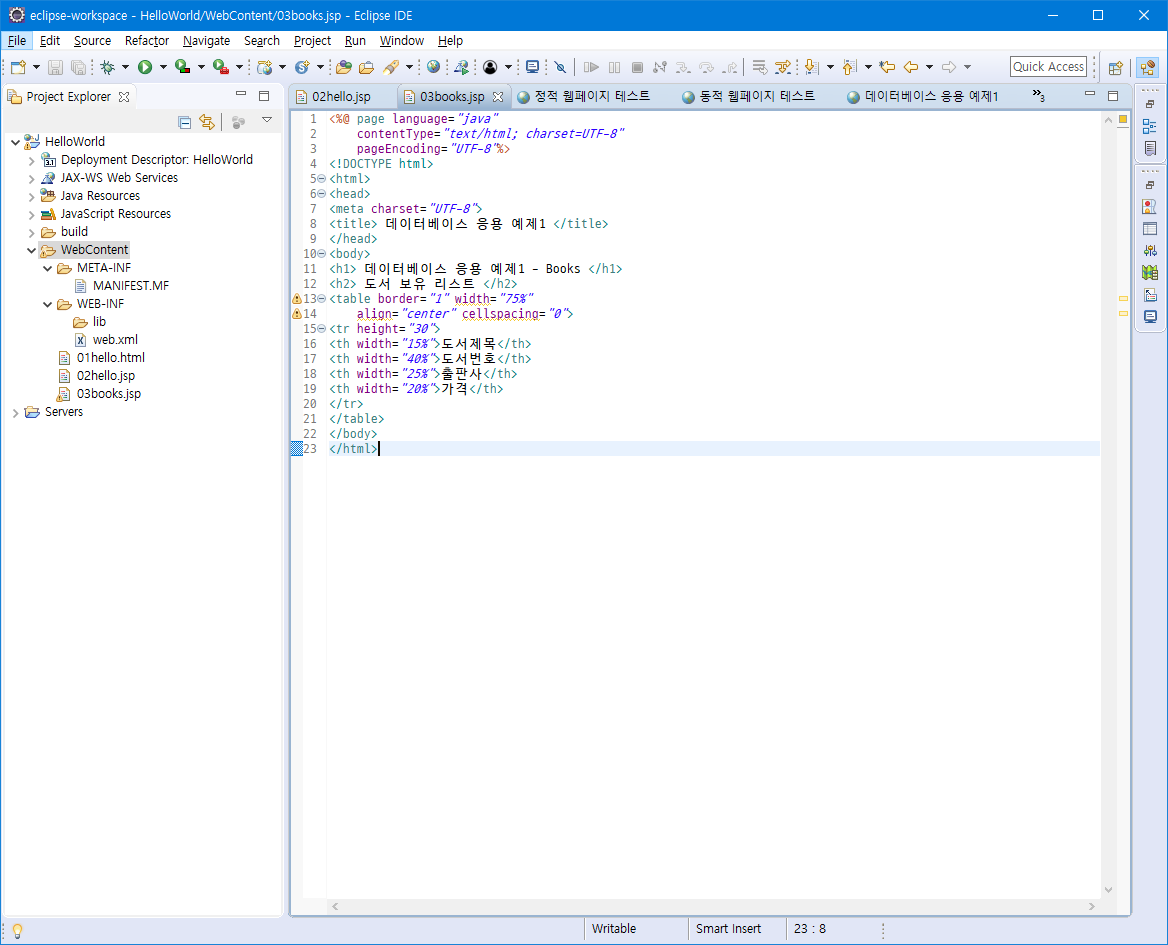 eclipse-workspace - HelloWorld/WebContent/03books.jsp - Eclipse IDE
File Edit Source Refactor Navigate Search Project Run Window Help
Quick Access
Project Explorer
HelloWorld
3.1 Deployment Descriptor: HelloWorld
JAX-WS Web Services
Java Resources
JavaScript Resources
build
WebContent
META-INF
MANIFEST.MF
WEB-INF
lib
web.xml
01hello.html
02hello.jsp
03books.jsp
Servers
02hello.jsp 03books.jsp 정적 웹페이지 테스트 동적 웹페이지 테스트 데이터베이스 응용 예제1 »3
1 <%@ page language="java"
2 contentType="text/html; charset=UTF-8"
3 pageEncoding="UTF-8"%>
4 <!DOCTYPE html>
5 <html>
6 <head>
7 <meta charset="UTF-8">
8 <title> 데이터베이스 응용 예제1 </title>
9 </head>
10 <body>
11 <h1> 데이터베이스 응용 예제1 - Books </h1>
12 <h2> 도서 보유 리스트 </h2>
13 <table border="1" width="75%"
14 align="center" cellspacing="0">
15 <tr height="30">
16 <th width="15%">도서제목</th>
17 <th width="40%">도서번호</th>
18 <th width="25%">출판사</th>
19 <th width="20%">가격</th>
20 </tr>
21 </table>
22 </body>
23 </html>
Writable Smart Insert 23 : 8